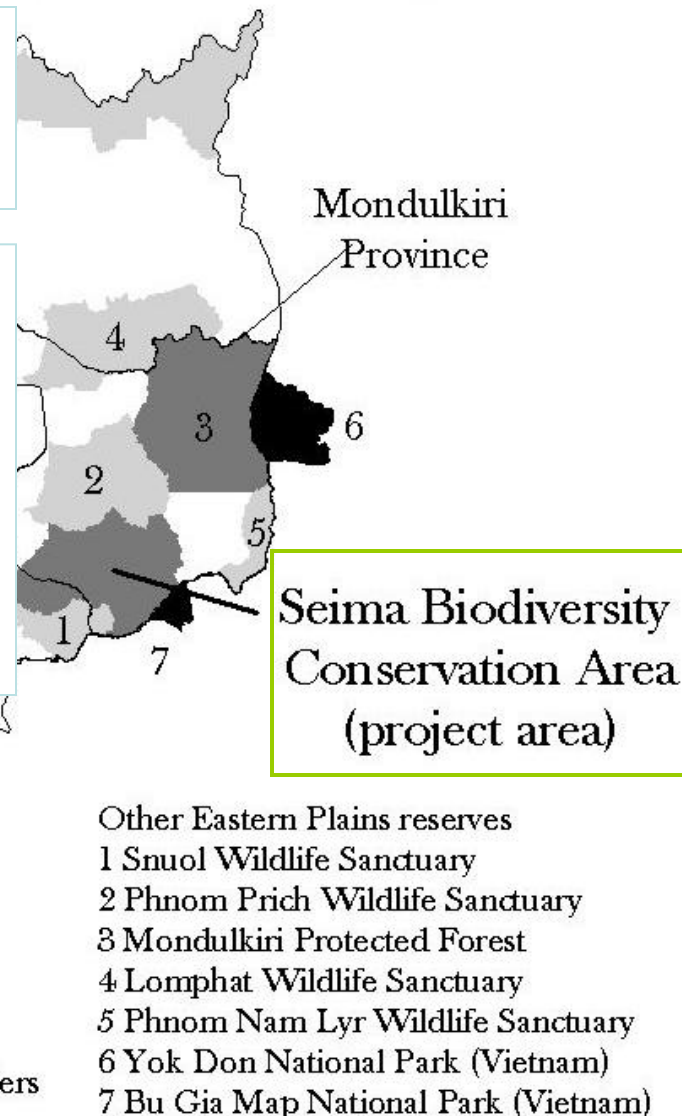 Mondulkiri
Province
4
3
6
2
5
1
7
Seima Biodiversity
Conservation Area
(project area)
Other Eastern Plains reserves
1 Snuol Wildlife Sanctuary
2 Phnom Prich Wildlife Sanctuary
3 Mondulkiri Protected Forest
4 Lomphat Wildlife Sanctuary
5 Phnom Nam Lyr Wildlife Sanctuary
6 Yok Don National Park (Vietnam)
ers
7 Bu Gia Map National Park (Vietnam)